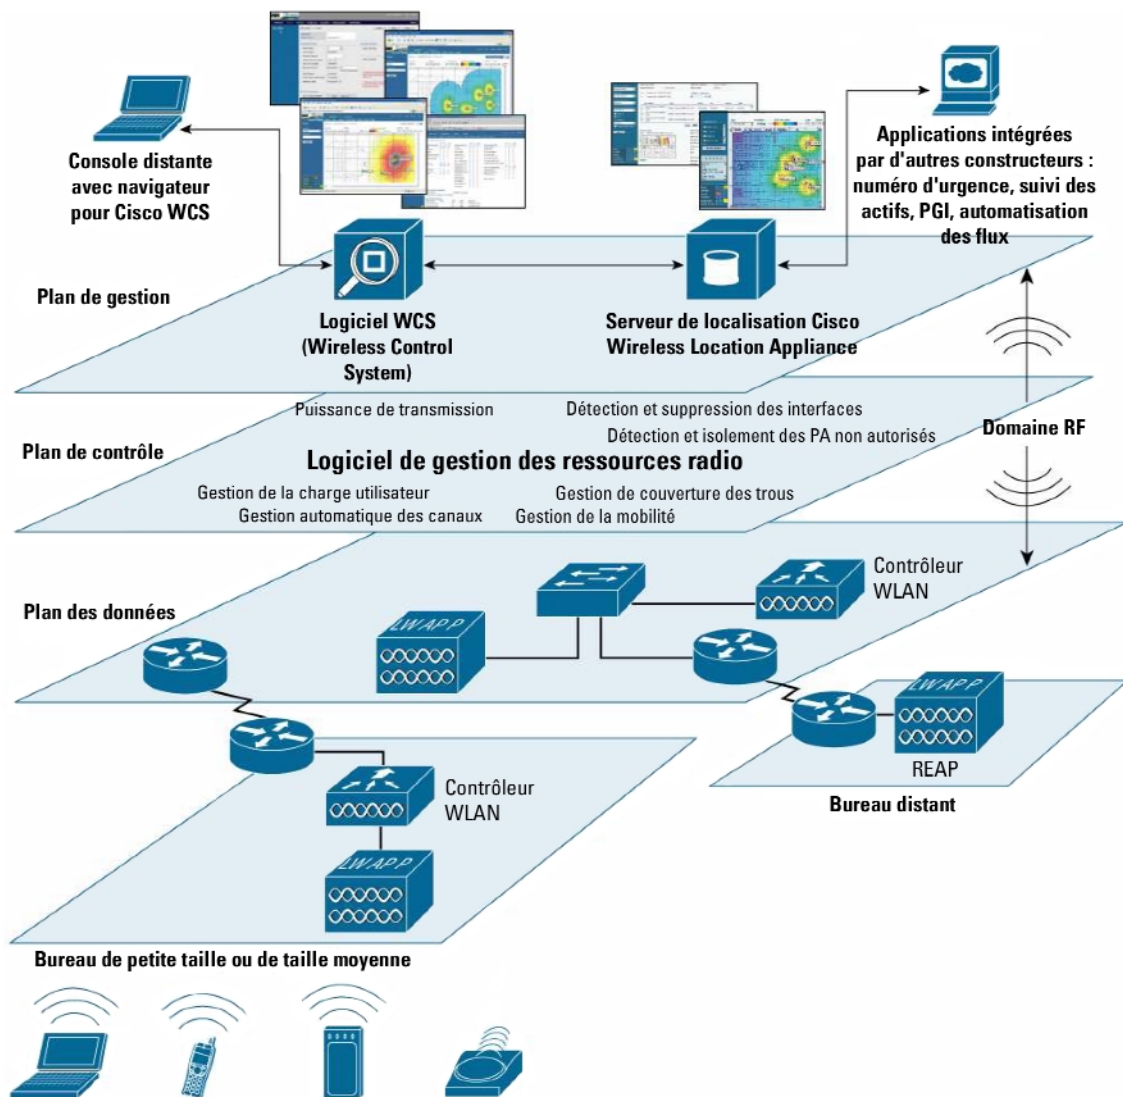 Console distante
avec navigateur
pour Cisco WCS
Applications intégrées
par d'autres constructeurs :
numéro d'urgence, suivi des
actifs, PGI, automatisation
des flux
Plan de gestion
Logiciel WCS
(Wireless Control
System)
Serveur de localisation Cisco
Wireless Location Appliance
Puissance de transmission
Détection et suppression des interfaces
Plan de contrôle
Détection et isolement des PA non autorisés
Domaine RF
Logiciel de gestion des ressources radio
Gestion de la charge utilisateur
Gestion de couverture des trous
Gestion automatique des canaux
Gestion de la mobilité
Plan des données
Contrôleur
WLAN
LWAPP
LWAPP
REAP
Bureau distant
Contrôleur
WLAN
LWAPP
Bureau de petite taille ou de taille moyenne